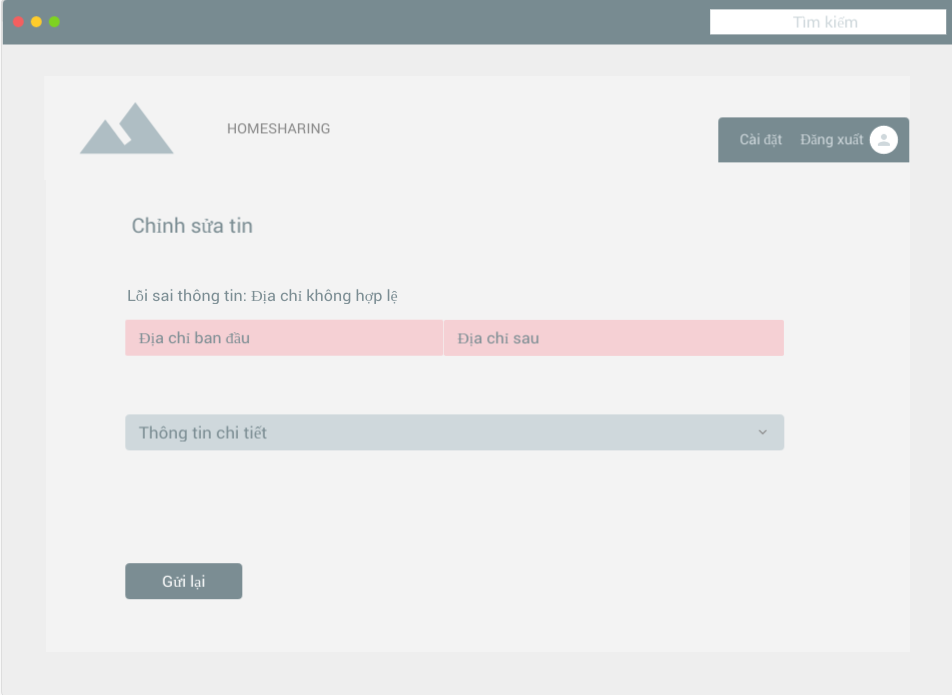 Tìm kiếm
HOMESHARING
Cài đặt Đăng xuất
Chỉnh sửa tin
Lỗi sai thông tin: Địa chỉ không hợp lệ
Địa chỉ ban đầu Địa chỉ sau
Thông tin chi tiết
Gửi lại